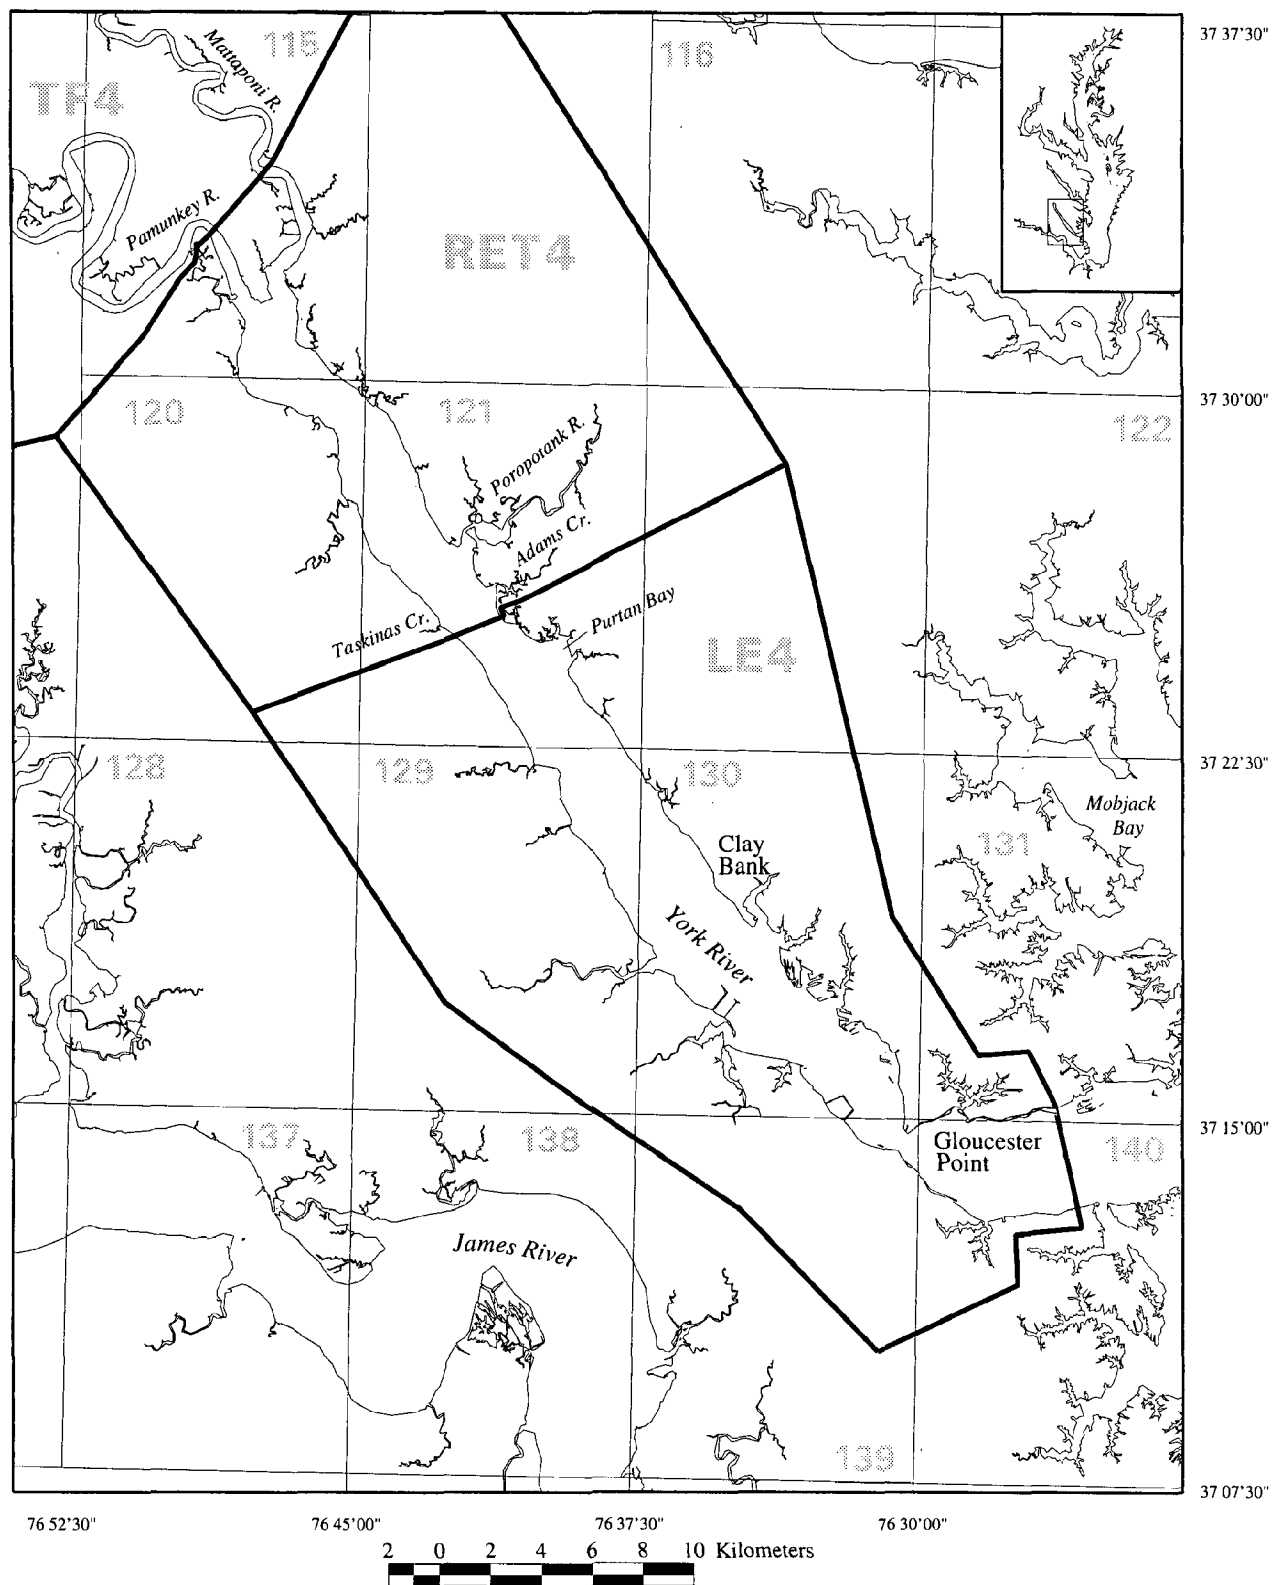 37 37'30"
115
116
Mattaponi R.
TF4
Pamunkey R.
RET4
37 30'00"
120
121
122
Poropotank R.
Adams Cr.
Purtan Bay
Taskinas Cr.
LE4
37 22'30"
128
129
130
Mobjack
Bay
131
Clay
Bank
York River
37 15'00"
137
138
Gloucester
Point
140
James River
139
37 07'30"
76 52'30" 76 45'00" 76 37'30" 76 30'00"
2 0 2 4 6 8 10 Kilometers